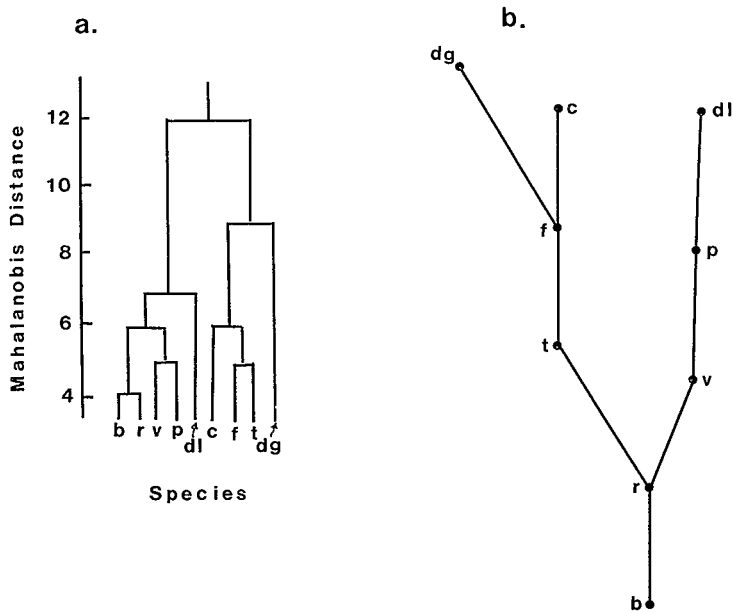 a.
Mahalanobis Distance
12
10
8
6
4
b r v p dl c f t dg
Species
b.
dg
c
dl
f
p
t
v
r
b